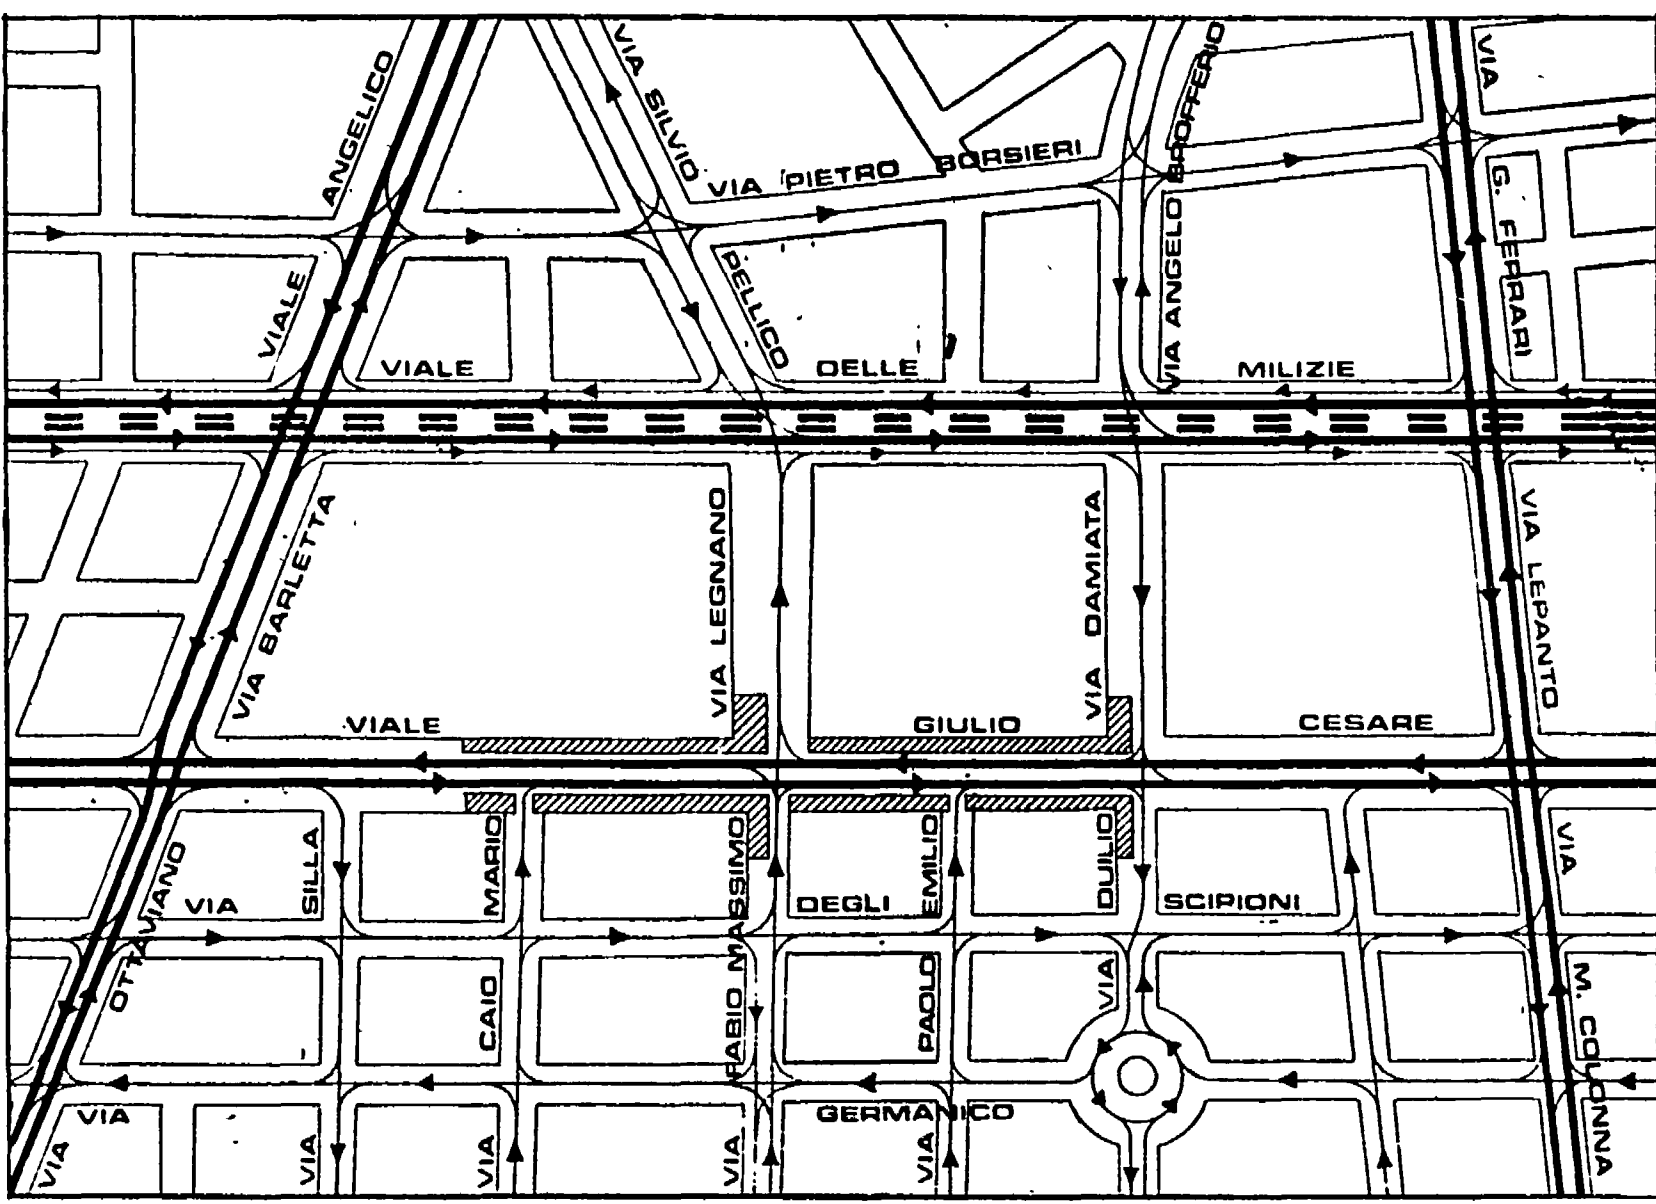 VIALE ANGELICO
VIA SILVIO PELLICO
VIA PIETRO BORSIERI
VIA ANGELO BROFFERIO
VIA G. FERRARI
VIALE DELLE MILIZIE
VIA BARLETTA
VIA LEGNANO
VIA DAMIATA
VIA LEPANTO
VIALE GIULIO CESARE
VIA OTTAVIANO
VIA SILLA
VIA CAIO MARIO
VIA FABIO MASSIMO
VIA PAOLO EMILIO
VIA DUILIO
VIA M. COLONNA
VIA DEGLI SCIPIONI
VIA GERMANICO